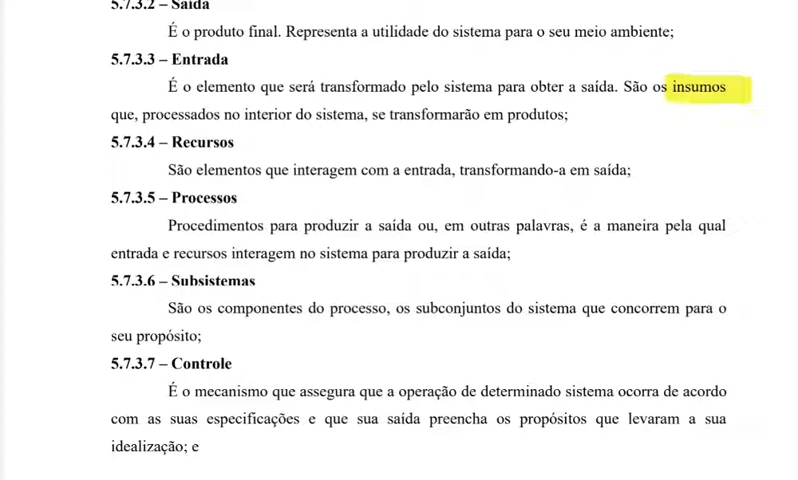 5.7.3.2 – Saída
É o produto final. Representa a utilidade do sistema para o seu meio ambiente;
5.7.3.3 – Entrada
É o elemento que será transformado pelo sistema para obter a saída. São os insumos
que, processados no interior do sistema, se transformarão em produtos;
5.7.3.4 – Recursos
São elementos que interagem com a entrada, transformando-a em saída;
5.7.3.5 – Processos
Procedimentos para produzir a saída ou, em outras palavras, é a maneira pela qual
entrada e recursos interagem no sistema para produzir a saída;
5.7.3.6 – Subsistemas
São os componentes do processo, os subconjuntos do sistema que concorrem para o
seu propósito;
5.7.3.7 – Controle
É o mecanismo que assegura que a operação de determinado sistema ocorra de acordo
com as suas especificações e que sua saída preencha os propósitos que levaram a sua
idealização; e